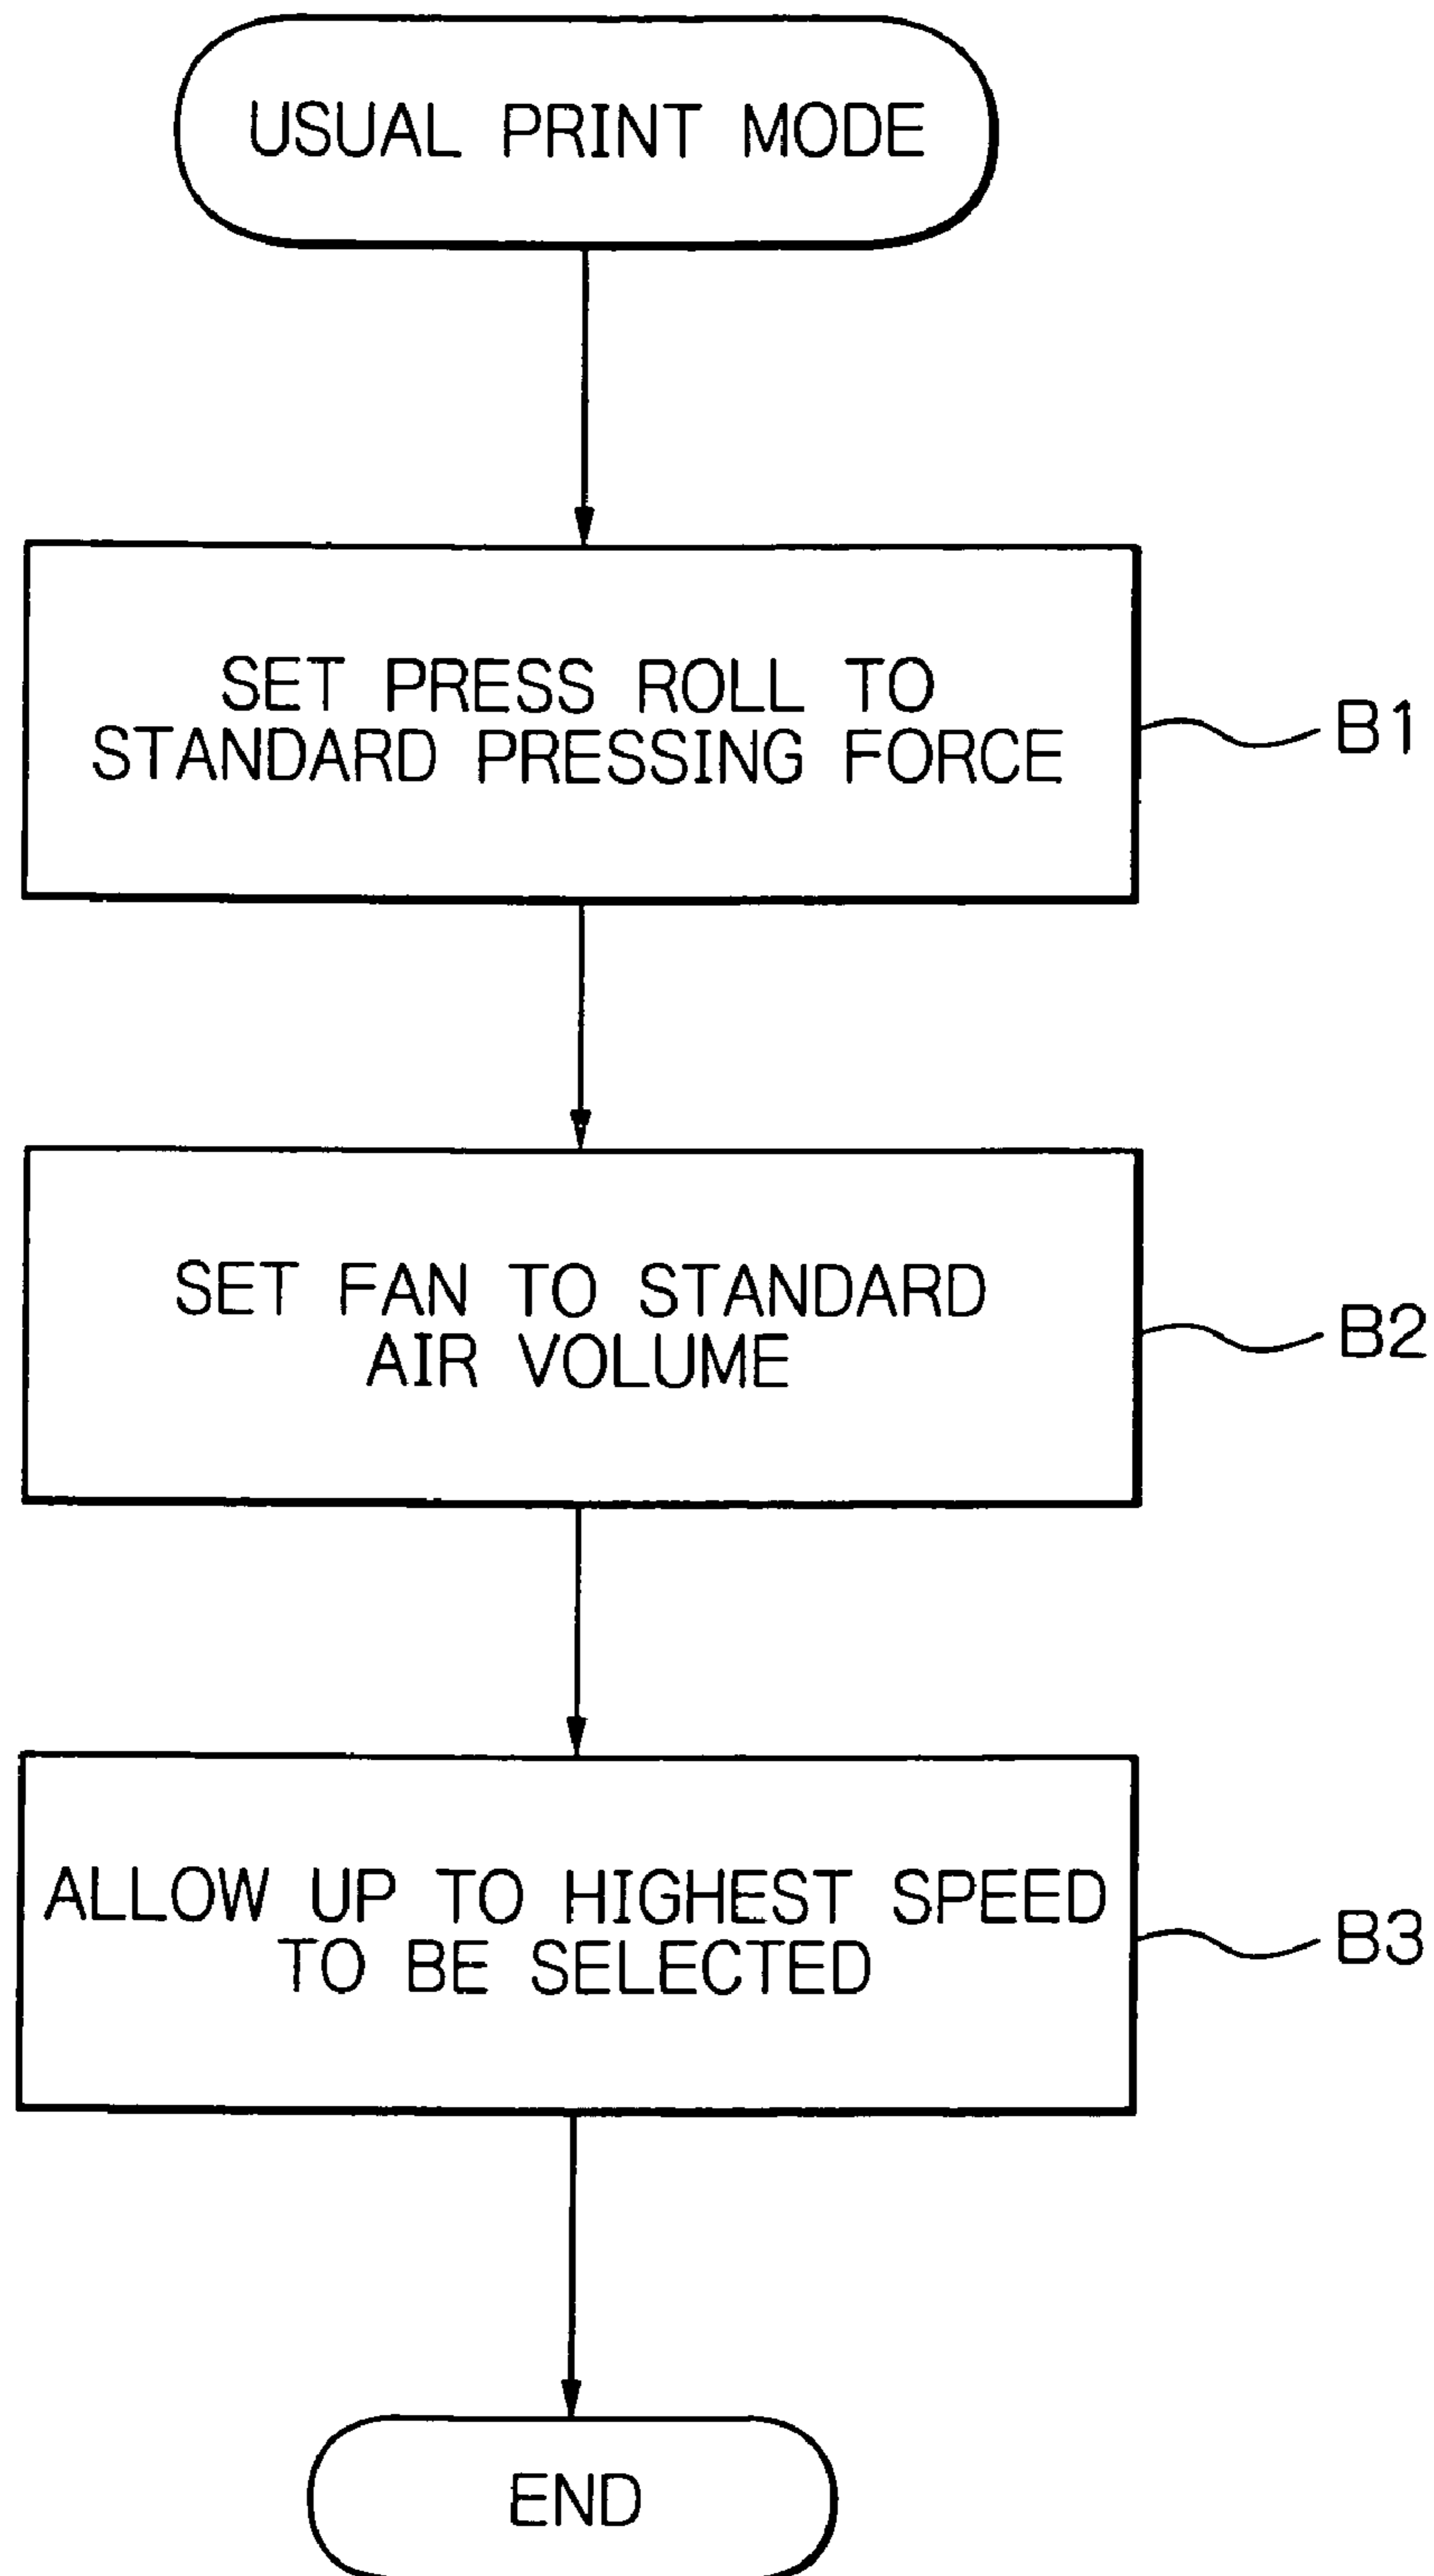 USUAL PRINT MODE
SET PRESS ROLL TO
STANDARD PRESSING FORCE
B1
SET FAN TO STANDARD
AIR VOLUME
B2
ALLOW UP TO HIGHEST SPEED
TO BE SELECTED
B3
END